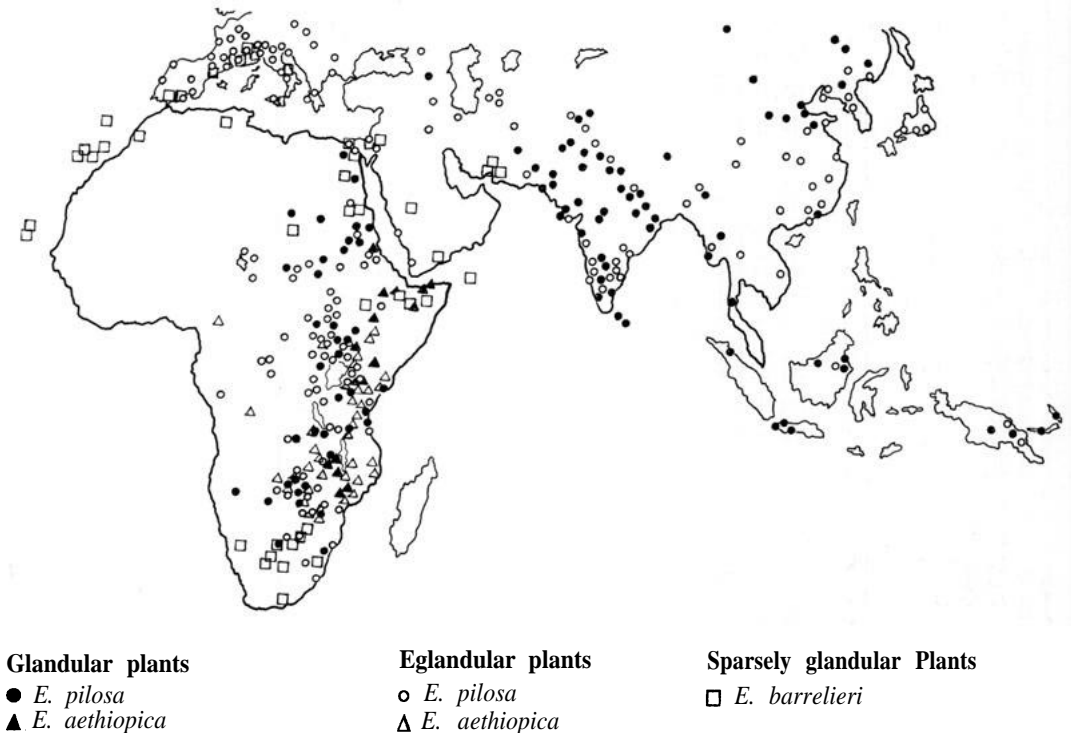 Glandular plants
E. pilosa
E. aethiopica
Eglandular plants
E. pilosa
E. aethiopica
Sparsely glandular Plants
E. barrelieri